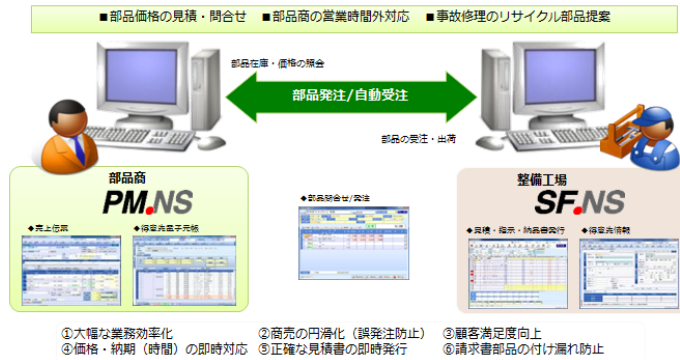 ■部品価格の見積・問合せ ■部品商の営業時間外対応 ■事故修理のリサイクル部品提案
部品在庫・価格の照会
部品発注/自動受注
部品の受注・出荷
部品商
PM.NS
◆売上伝票 ◆得意先電子元帳
◆部品問合せ/発注
整備工場
SF.NS
◆見積・指示・納品書発行 ◆得意先情報
①大幅な業務効率化 ②商売の円滑化（誤発注防止） ③顧客満足度向上
④価格・納期（時間）の即時対応 ⑤正確な見積書の即時発行 ⑥請求書部品の付け漏れ防止